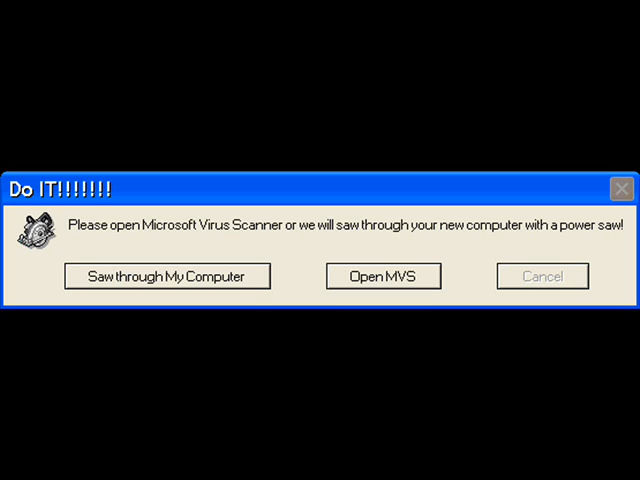 Do IT!!!!!!!
Please open Microsoft Virus Scanner or we will saw through your new computer with a power saw!
Saw through My Computer
Open MVS
Cancel